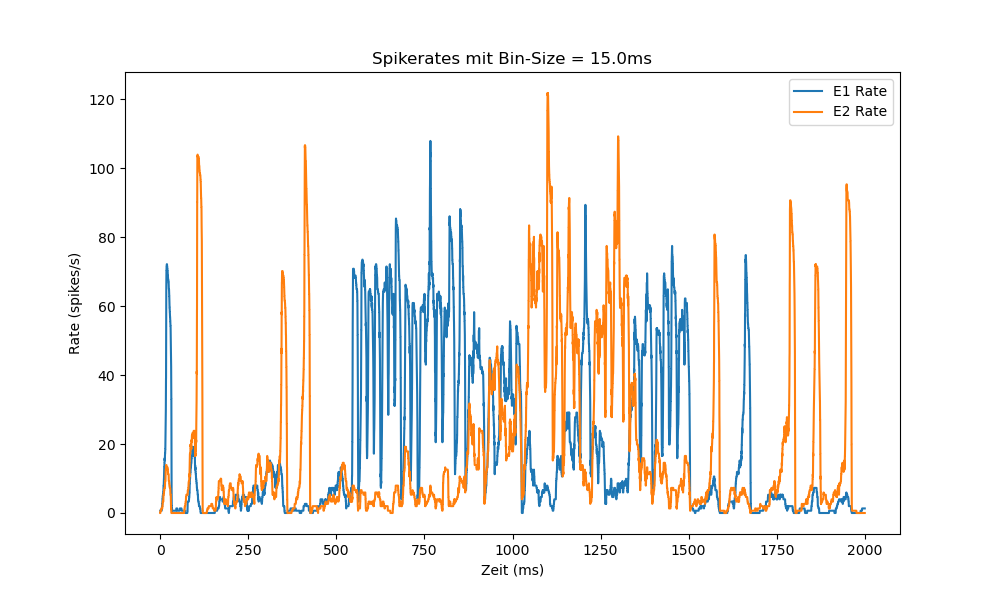 Spikerates mit Bin-Size = 15.0ms
E1 Rate
E2 Rate
Rate (spikes/s)
120
100
80
60
40
20
0
0 250 500 750 1000 1250 1500 1750 2000
Zeit (ms)